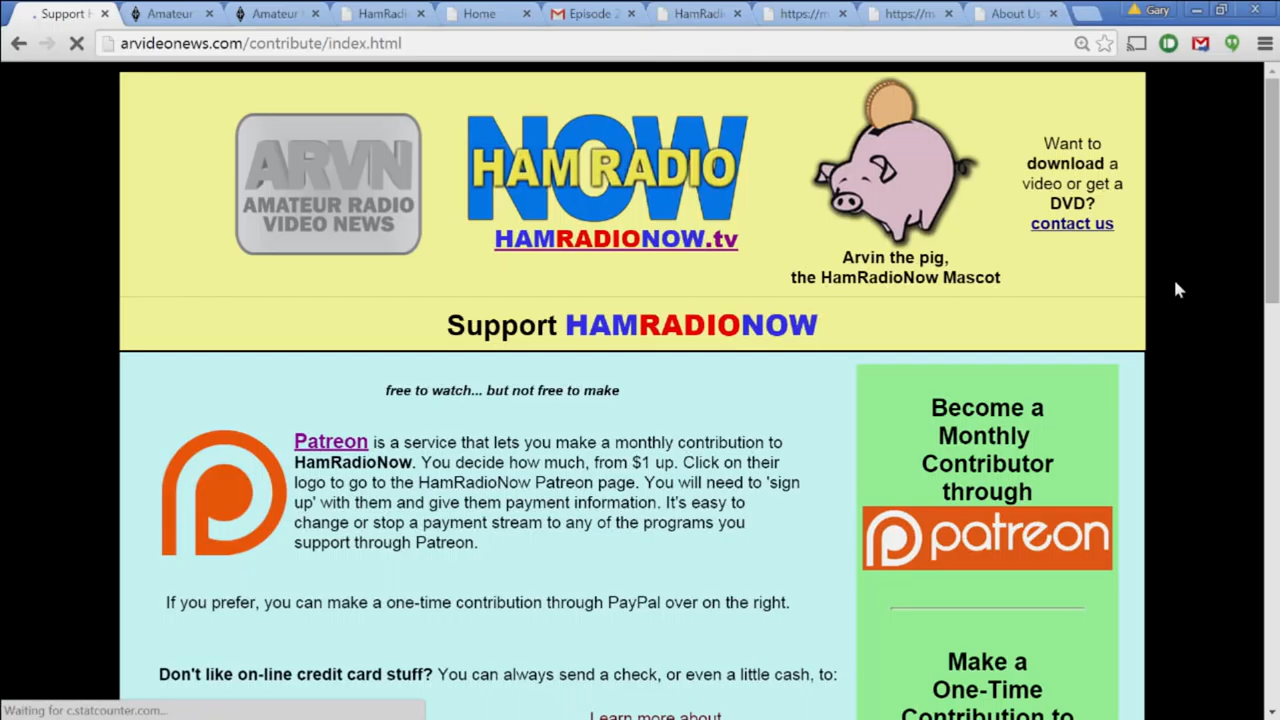 Support H
Amateur
Amateur
HamRadi
Home
Episode 2
HamRadi
https://m
https://m
About Us
Gary
arvideonews.com/contribute/index.html
ARVN
AMATEUR RADIO
VIDEO NEWS
NOW
HAM RADIO
HAMRADIONOW.tv
Arvin the pig,
the HamRadioNow Mascot
Want to
download a
video or get a
DVD?
contact us
Support HAMRADIONOW
free to watch... but not free to make
Patreon is a service that lets you make a monthly contribution to
HamRadioNow. You decide how much, from $1 up. Click on their
logo to go to the HamRadioNow Patreon page. You will need to 'sign
up' with them and give them payment information. It's easy to
change or stop a payment stream to any of the programs you
support through Patreon.
If you prefer, you can make a one-time contribution through PayPal over on the right.
Don't like on-line credit card stuff? You can always send a check, or even a little cash, to:
Learn more about
Become a
Monthly
Contributor
through
patreon
Make a
One-Time
Contribution to
Waiting for c.statcounter.com...